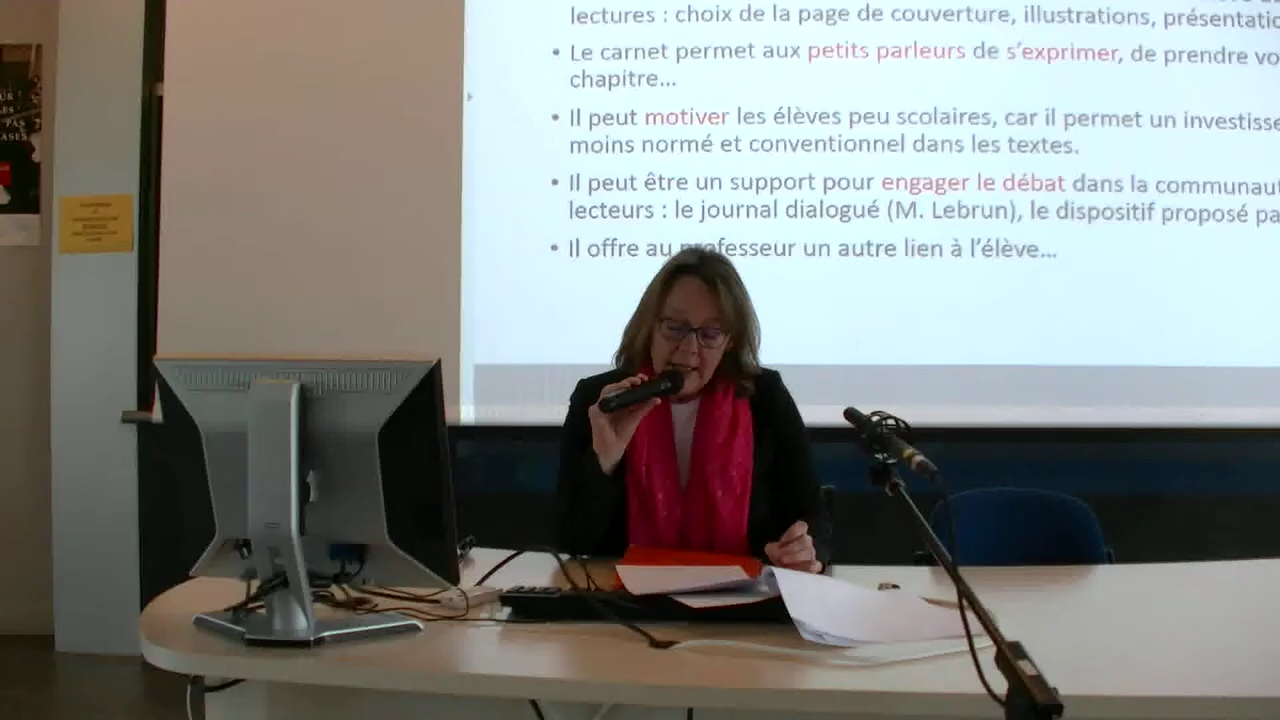 lectures : choix de la page de couverture, illustrations, présentatio
• Le carnet permet aux petits parleurs de s'exprimer, de prendre vo
chapitre...
• Il peut motiver les élèves peu scolaires, car il permet un investisse
moins normé et conventionnel dans les textes.
• Il peut être un support pour engager le débat dans la communaut
lecteurs : le journal dialogué (M. Lebrun), le dispositif proposé pa
• Il offre au professeur un autre lien à l'élève...
UR
PAS